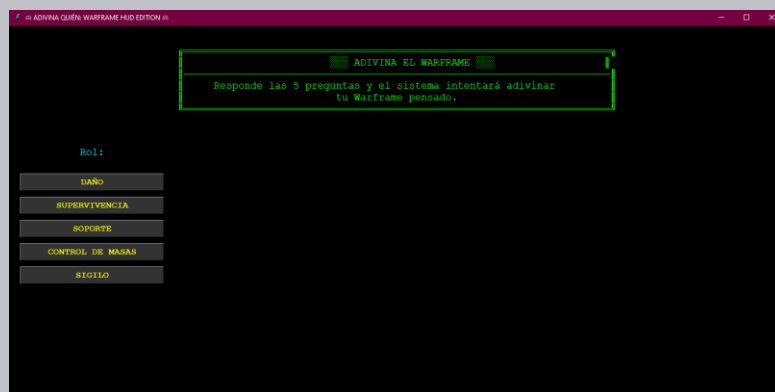 ADIVINA QUIÉN: WARFRAME HUD EDITION
ADIVINA EL WARFRAME
Responde las 5 preguntas y el sistema intentará adivinar
tu Warframe pensado.
Rol:
DAÑO
SUPERVIVENCIA
SOPORTE
CONTROL DE MASAS
SIGILO